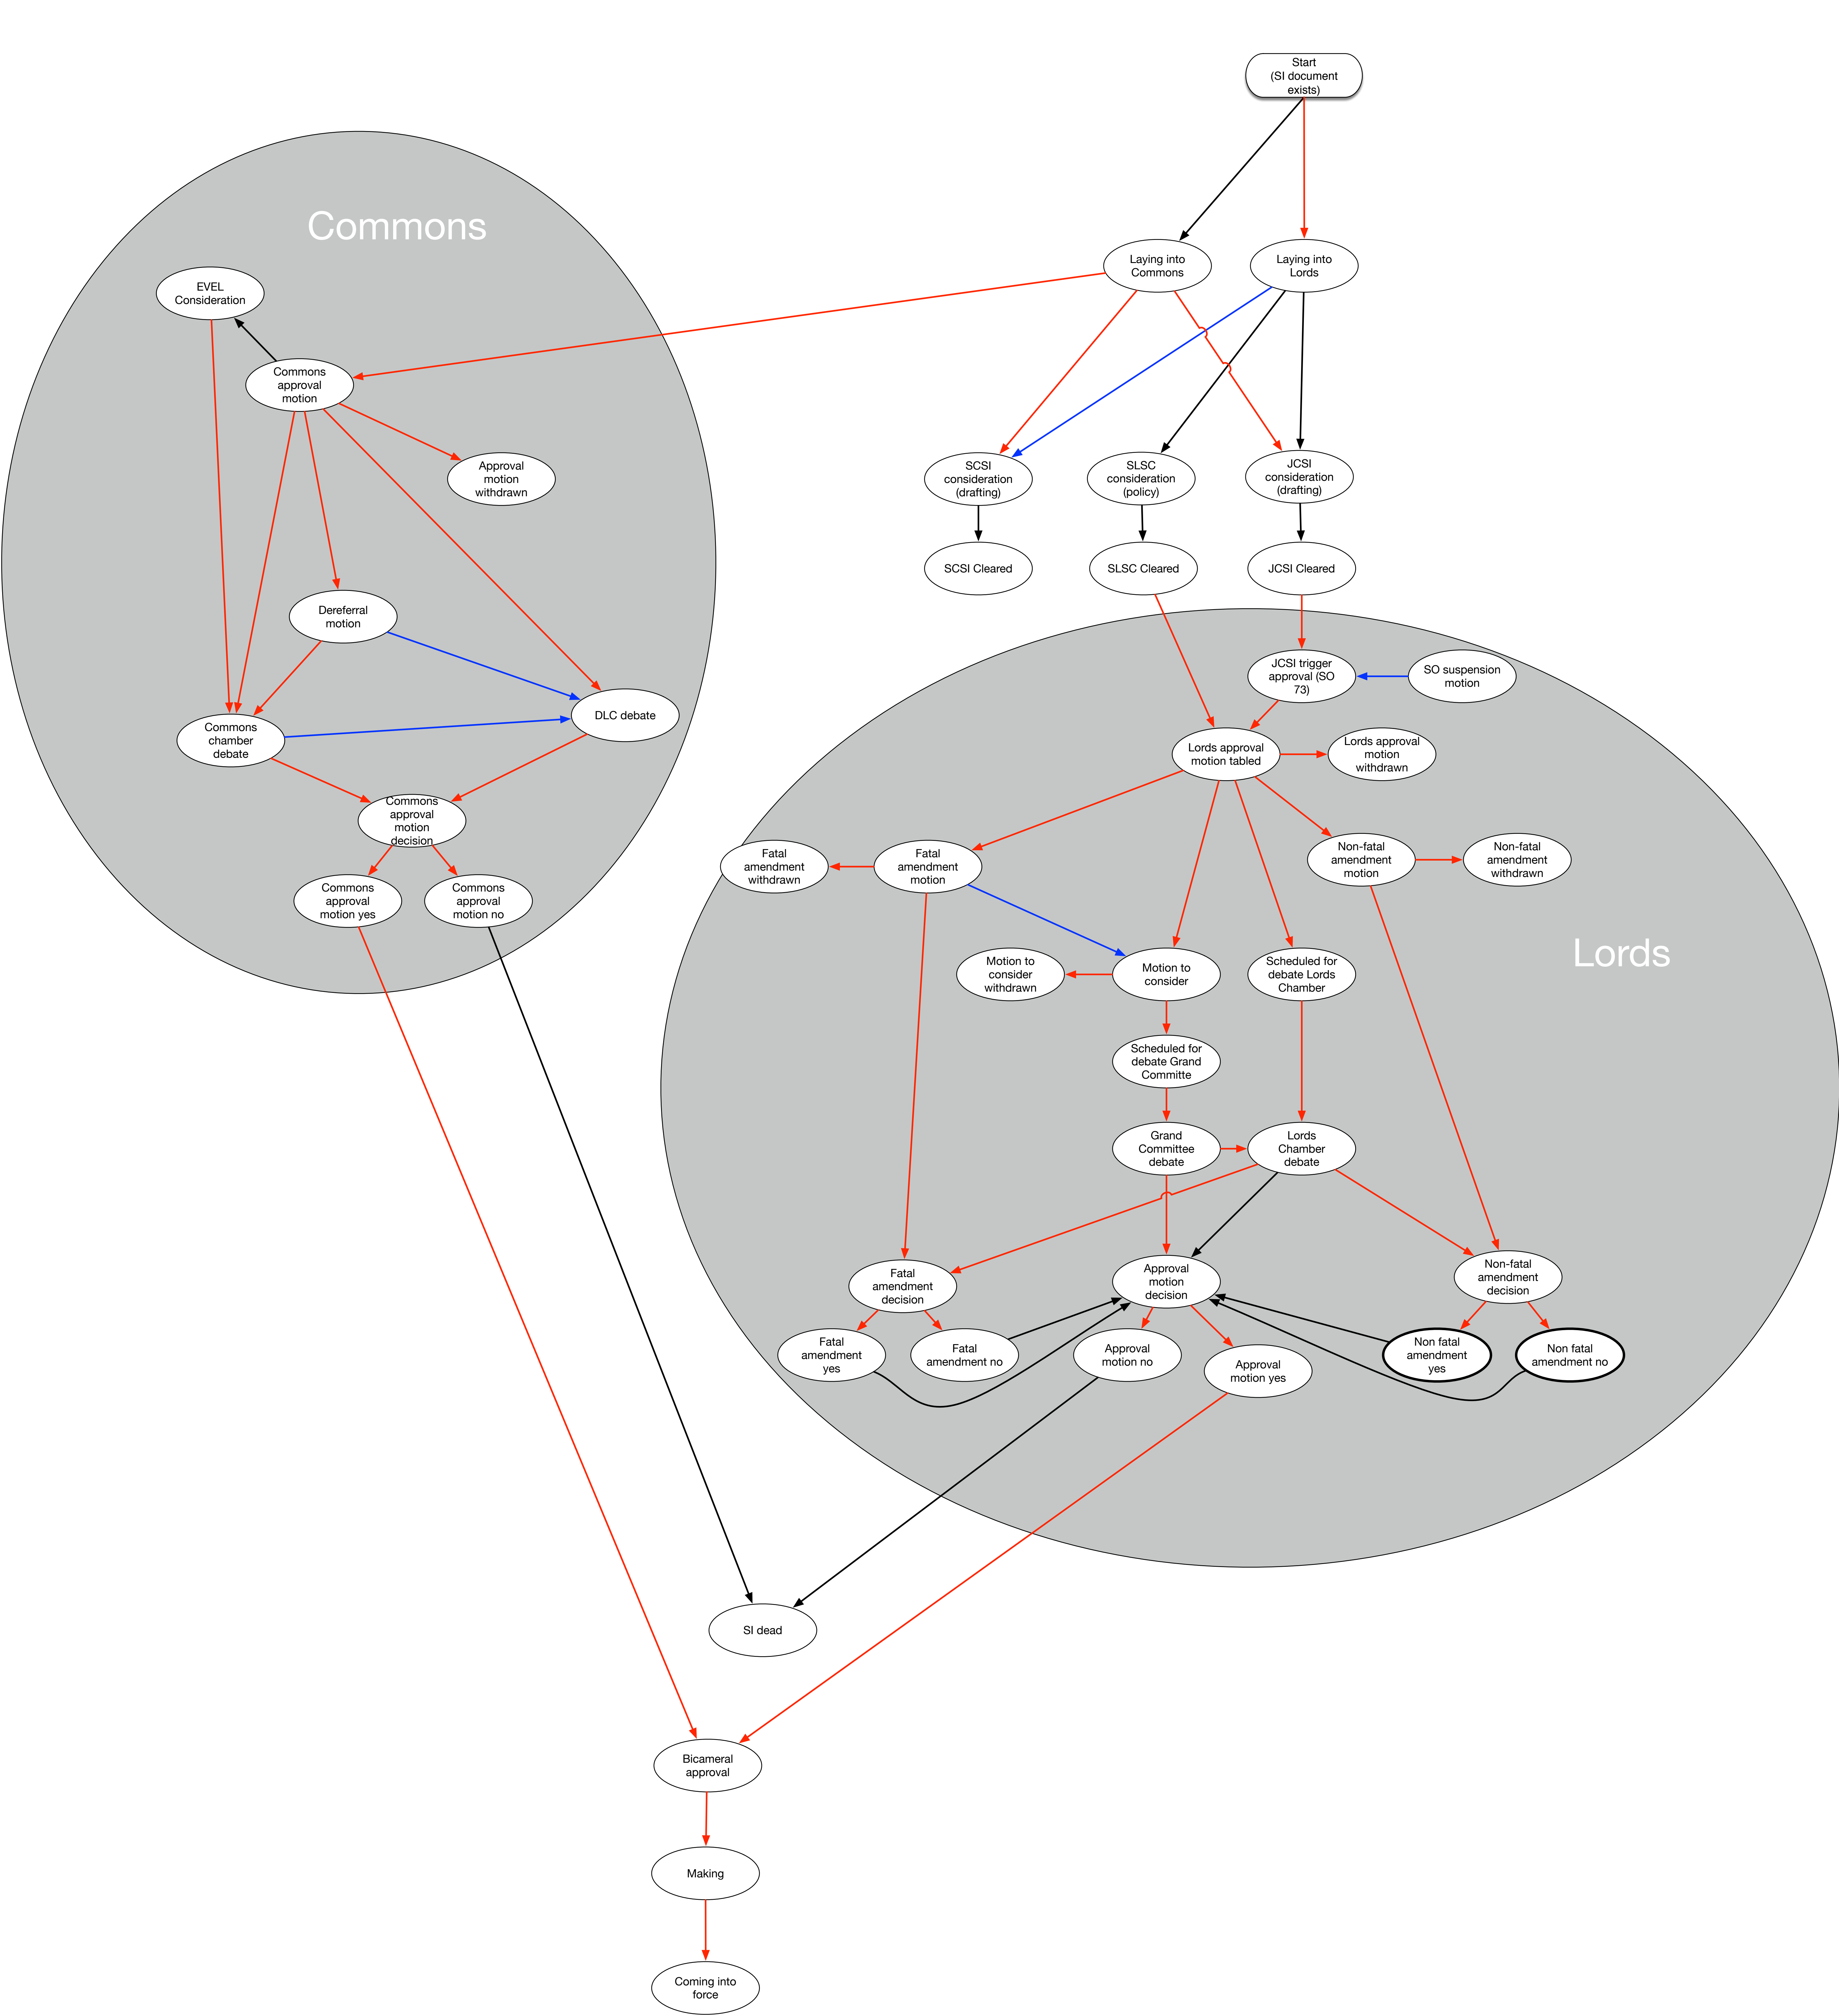 Start
(SI document
exists)
Commons
Laying into
Commons
Laying into
Lords
EVEL
Consideration
Commons
approval
motion
Approval
motion
withdrawn
SCSI
consideration
(drafting)
SLSC
consideration
(policy)
JCSI
consideration
(drafting)
SCSI Cleared
SLSC Cleared
JCSI Cleared
Dereferral
motion
JCSI trigger
approval (SO
73)
SO suspension
motion
DLC debate
Commons
chamber
debate
Lords approval
motion tabled
Lords approval
motion
withdrawn
Commons
approval
motion
decision
Commons
approval
motion yes
Commons
approval
motion no
Fatal
amendment
withdrawn
Fatal
amendment
motion
Non-fatal
amendment
motion
Non-fatal
amendment
withdrawn
Lords
Motion to
consider
withdrawn
Motion to
consider
Scheduled for
debate Lords
Chamber
Scheduled for
debate Grand
Committe
Grand
Committee
debate
Lords
Chamber
debate
Fatal
amendment
decision
Approval
motion
decision
Non-fatal
amendment
decision
Fatal
amendment
yes
Fatal
amendment no
Approval
motion no
Approval
motion yes
Non fatal
amendment
yes
Non fatal
amendment no
SI dead
Bicameral
approval
Making
Coming into
force